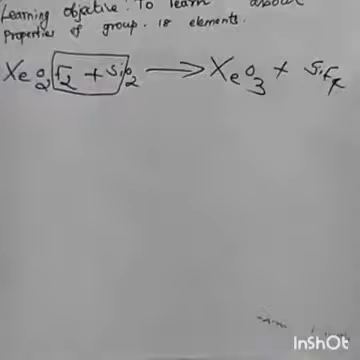 Learning objective: To learn about
Properties of group. 18 elements.
XeO2F2 + SiO2 → XeO3 + SiF4
InShOt